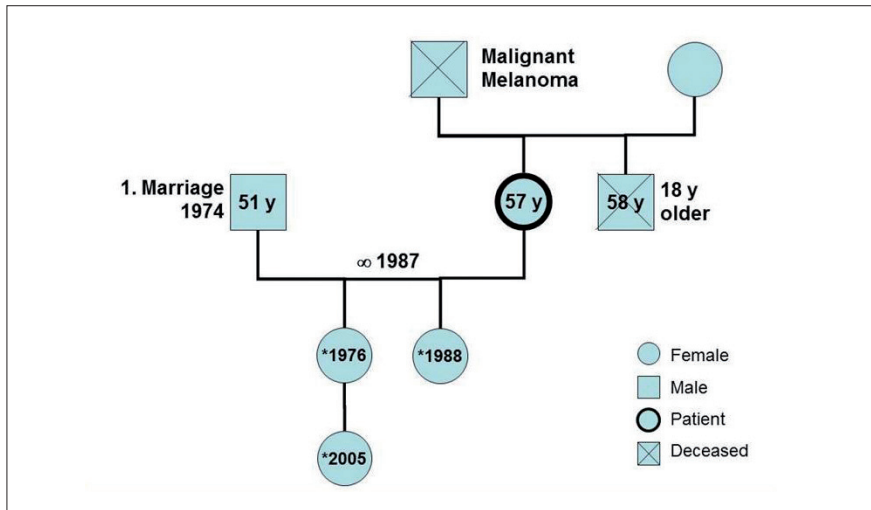 Malignant
Melanoma
1. Marriage
1974
51 y
57 y
58 y
18 y
older
∞ 1987
*1976
*1988
*2005
Female
Male
Patient
Deceased